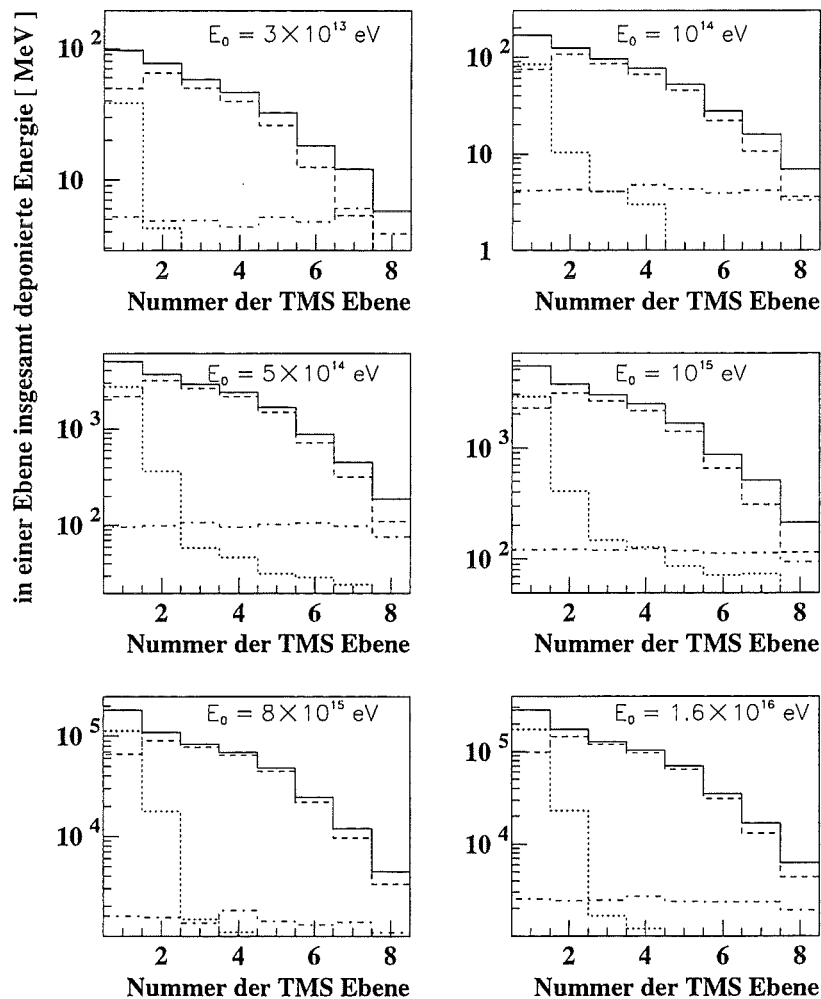 in einer Ebene insgesamt deponierte Energie [ MeV]
E₀ = 3×10¹³ eV
10²
10
2 4 6 8
Nummer der TMS Ebene
E₀ = 10¹⁴ eV
10²
10
1
2 4 6 8
Nummer der TMS Ebene
E₀ = 5×10¹⁴ eV
10³
10²
2 4 6 8
Nummer der TMS Ebene
E₀ = 10¹⁵ eV
10³
10²
2 4 6 8
Nummer der TMS Ebene
E₀ = 8×10¹⁵ eV
10⁵
10⁴
2 4 6 8
Nummer der TMS Ebene
E₀ = 1.6×10¹⁶ eV
10⁵
10⁴
2 4 6 8
Nummer der TMS Ebene